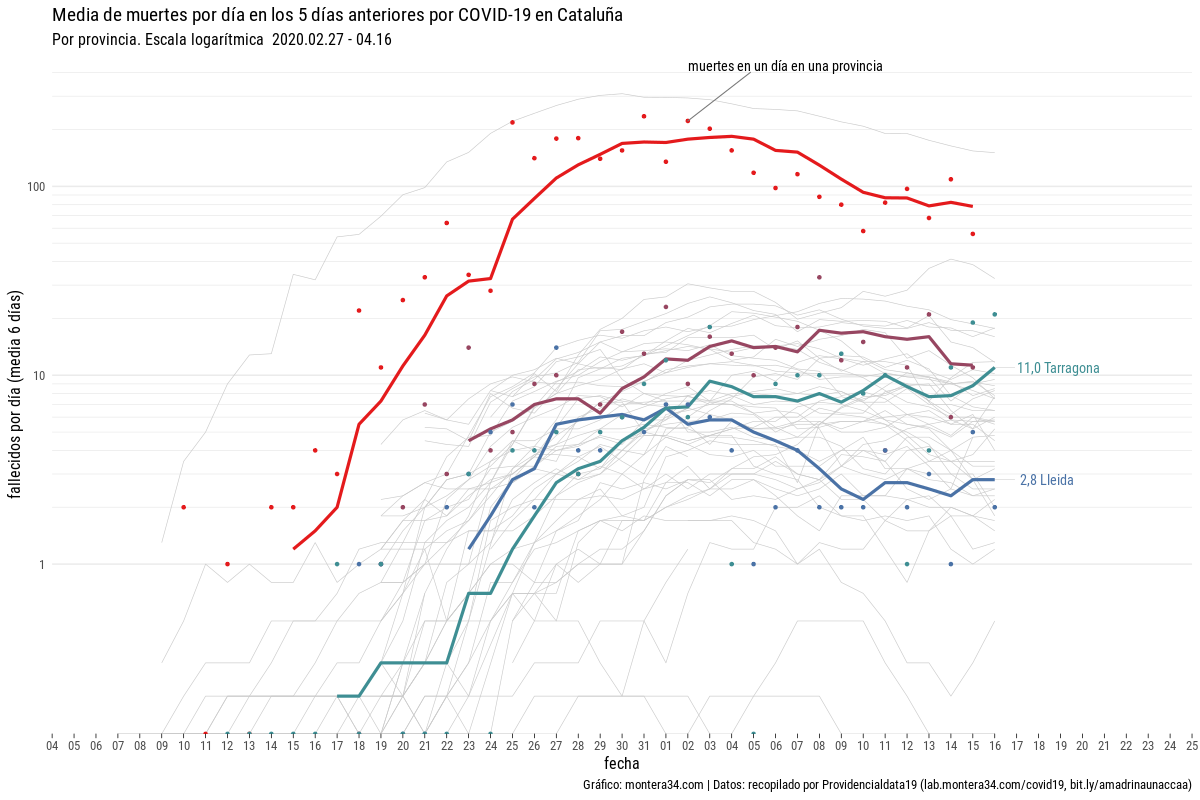 Media de muertes por día en los 5 días anteriores por COVID-19 en Cataluña
Por provincia. Escala logarítmica 2020.02.27 - 04.16
muertes en un día en una provincia
fallecidos por día (media 6 días)
100
10
1
11,0 Tarragona
2,8 Lleida
04 05 06 07 08 09 10 11 12 13 14 15 16 17 18 19 20 21 22 23 24 25 26 27 28 29 30 31 01 02 03 04 05 06 07 08 09 10 11 12 13 14 15 16 17 18 19 20 21 22 23 24 25
fecha
Gráfico: montera34.com | Datos: recopilado por Providencialdata19 (lab.montera34.com/covid19, bit.ly/amadrinaunaccaa)